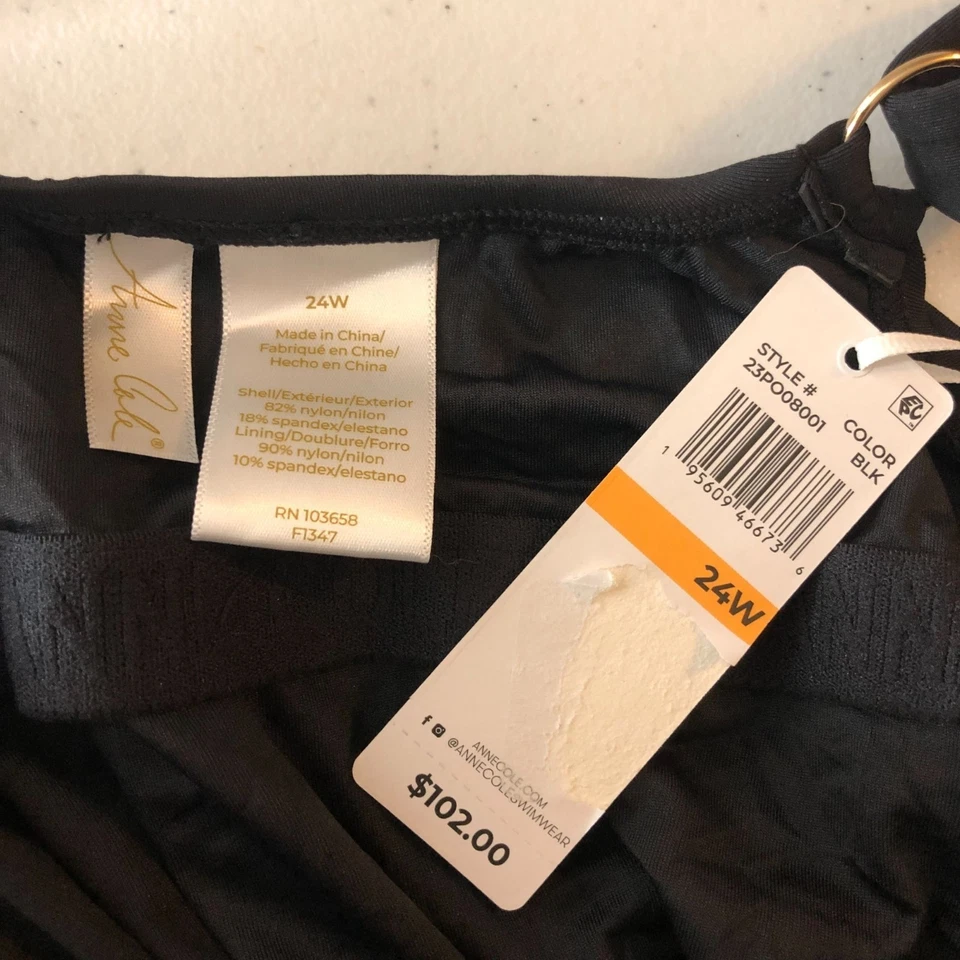 Anne Cole®
24W
Made in China/
Fabriqué en Chine/
Hecho en China
Shell/Extérieur/Exterior
82% nylon/nilon
18% spandex/elestano
Lining/Doublure/Forro
90% nylon/nilon
10% spandex/elestano
RN 103658
F1347
STYLE #
23PO08001
COLOR
BLK
1 95609 46673 6
24W
ANNECOLE.COM
@ANNECOLESWIMWEAR
$102.00